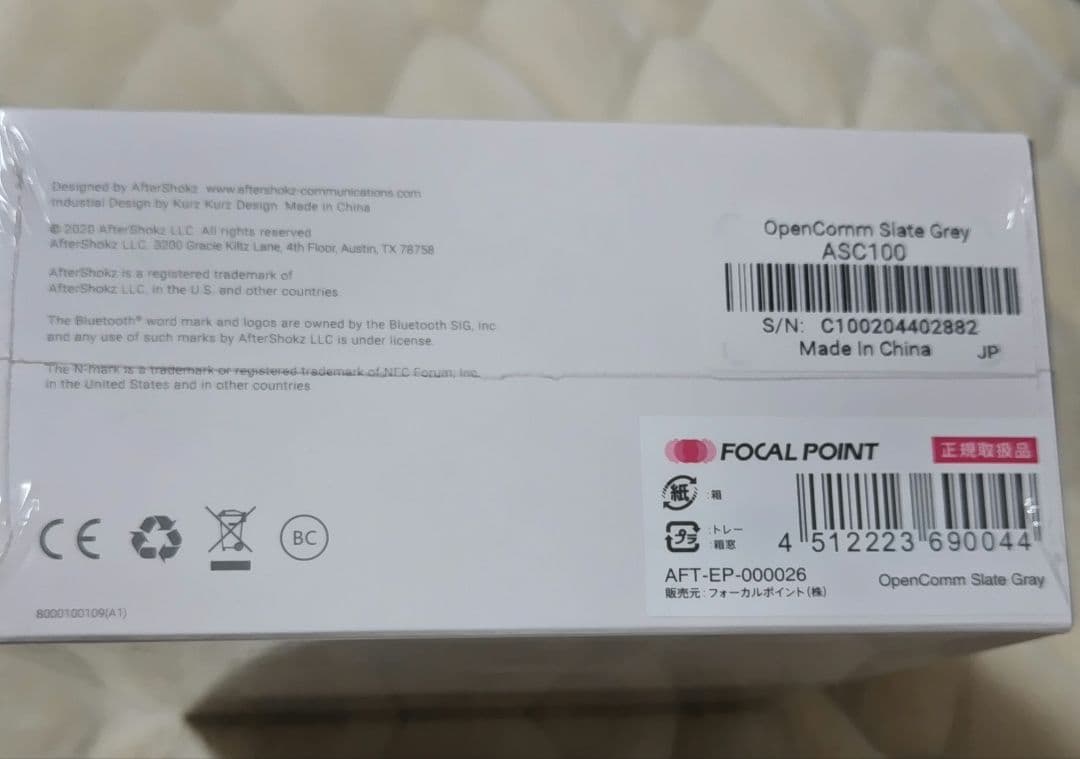 Designed by AfterShokz www.aftershokz-communications.com
Industial Design by Kurz Kurz Design Made in China
© 2020 AfterShokz LLC. All rights reserved
AfterShokz LLC. 3200 Gracie Kiltz Lane, 4th Floor, Austin, TX 78758
AfterShokz is a registered trademark of
AfterShokz LLC. in the U.S. and other countries.
The Bluetooth® word mark and logos are owned by the Bluetooth SIG, inc
and any use of such marks by AfterShokz LLC is under license.
The N-mark is a trademark or registered trademark of NFC Forum, Inc.
in the United States and in other countries
CE
BC
8000100109(A1)
OpenComm Slate Grey
ASC100
S/N: C100204402882
Made In China JP
FOCAL POINT 正規取扱品
紙 :箱
プラ :トレー
:箱窓
4 512223 690044
AFT-EP-000026
OpenComm Slate Gray
販売元:フォーカルポイント(株)